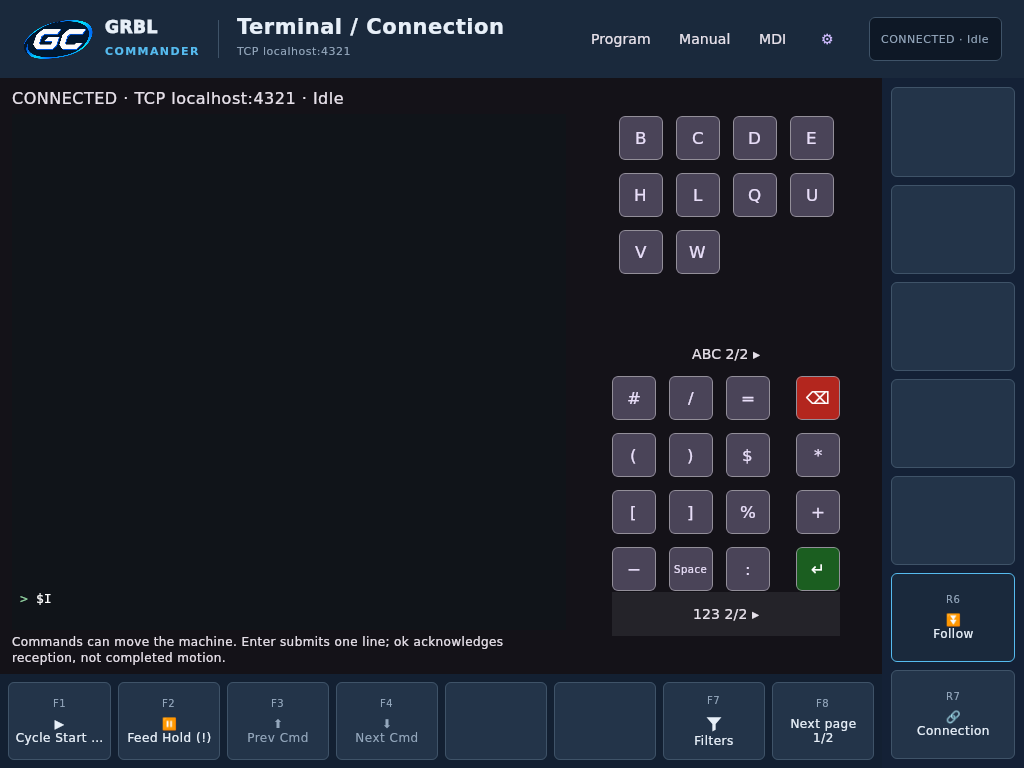 GC
GRBL
COMMANDER
Terminal / Connection
TCP localhost:4321
Program
Manual
MDI
⚙
CONNECTED · Idle
CONNECTED · TCP localhost:4321 · Idle
B C D E
H L Q U
V W
ABC 2/2 ▸
# / = ⌫
( ) $ *
[ ] % +
− Space : ↵
123 2/2 ▸
> $I
Commands can move the machine. Enter submits one line; ok acknowledges
reception, not completed motion.
R6
⏬
Follow
R7
🔗
Connection
F1
▶
Cycle Start ...
F2
⏸
Feed Hold (!)
F3
⬆
Prev Cmd
F4
⬇
Next Cmd
F7
Filters
F8
Next page
1/2